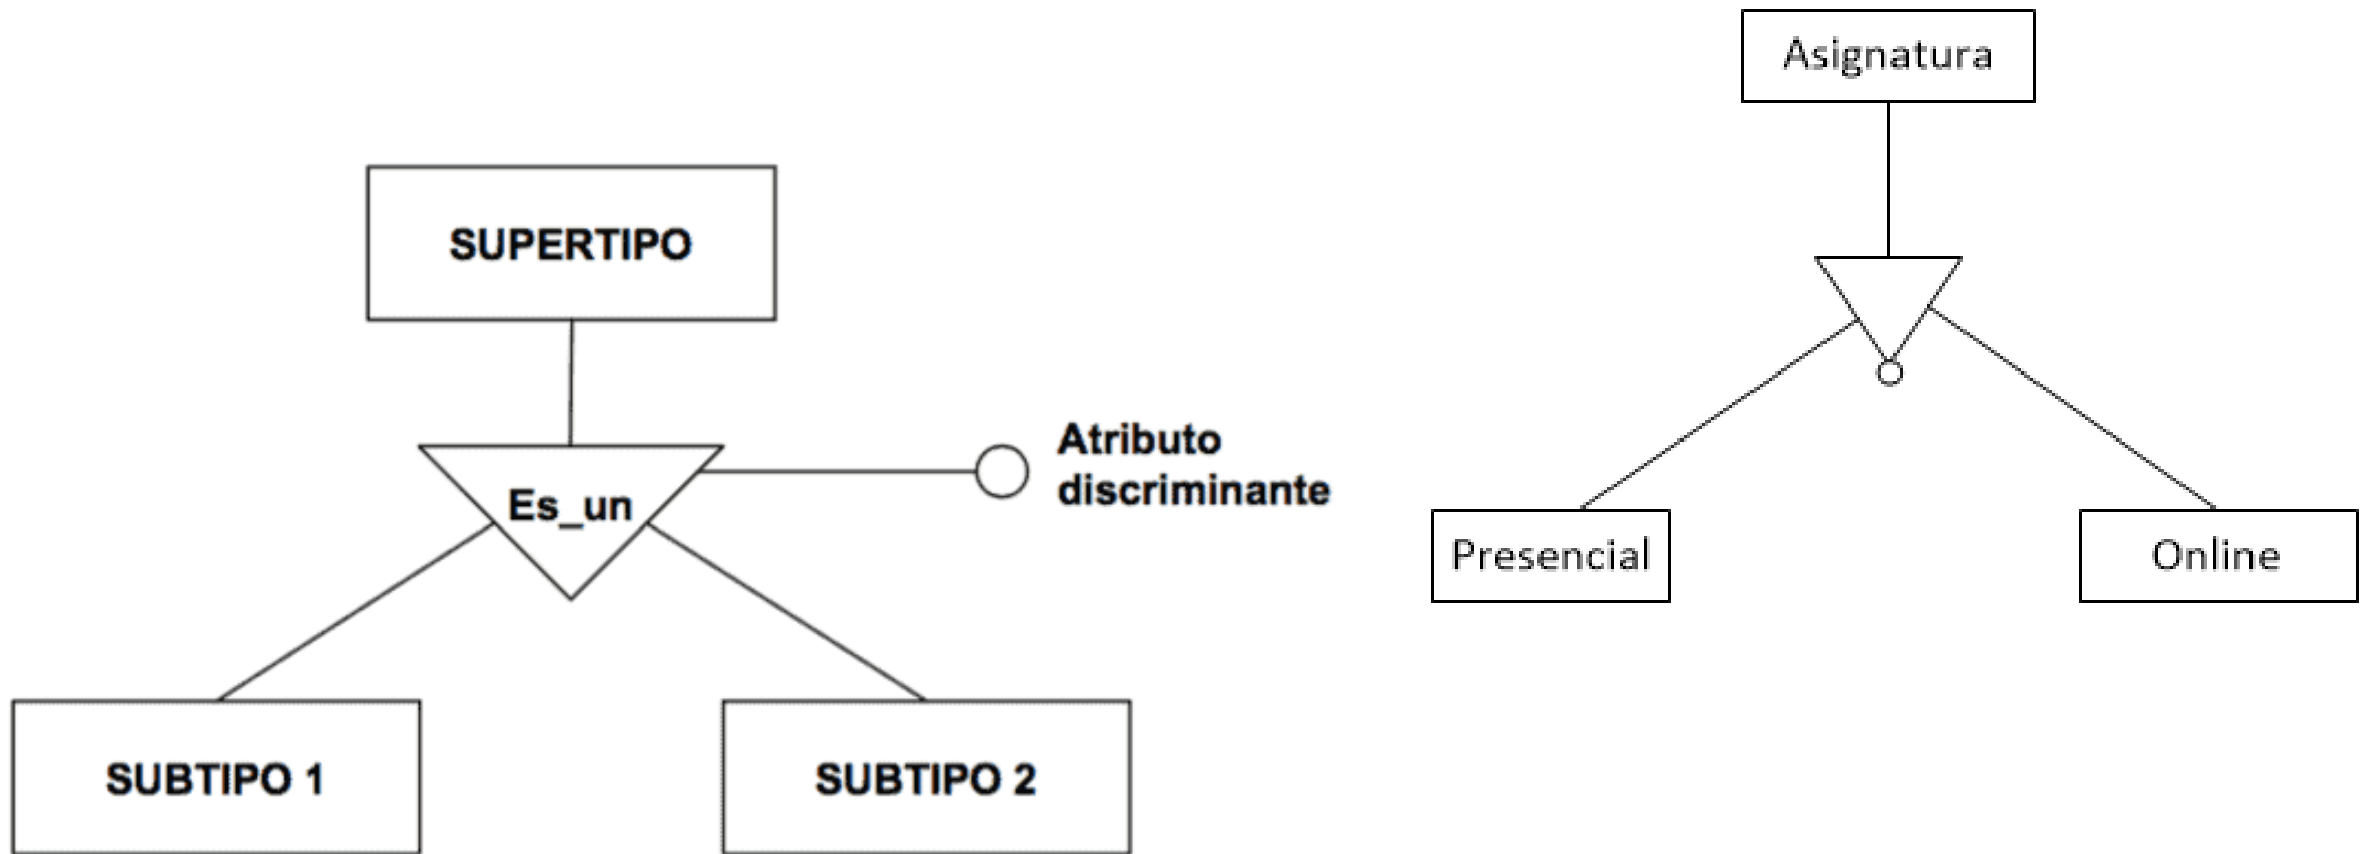 SUPERTIPO
Es_un
Atributo
discriminante
SUBTIPO 1
SUBTIPO 2
Asignatura
Presencial
Online